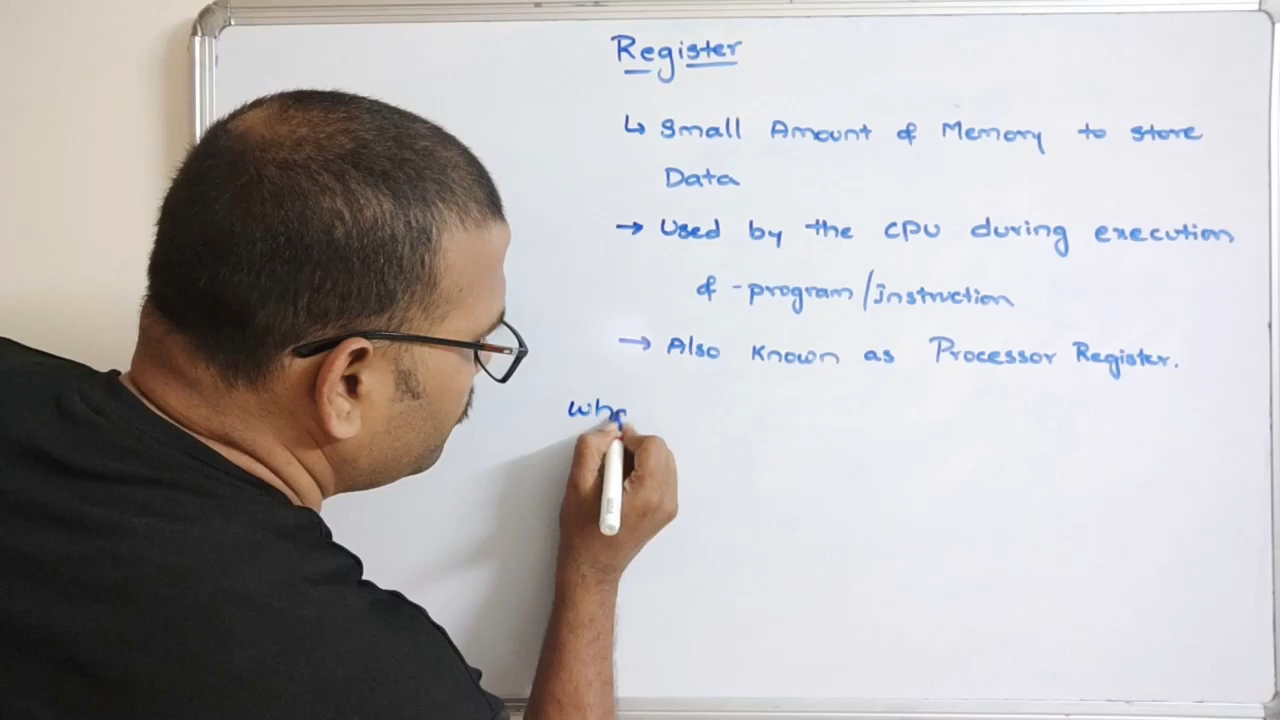 Register
↳ Small Amount of Memory to store
Data
→ Used by the CPU during execution
of program/instruction
→ Also Known as Processor Register.
wha